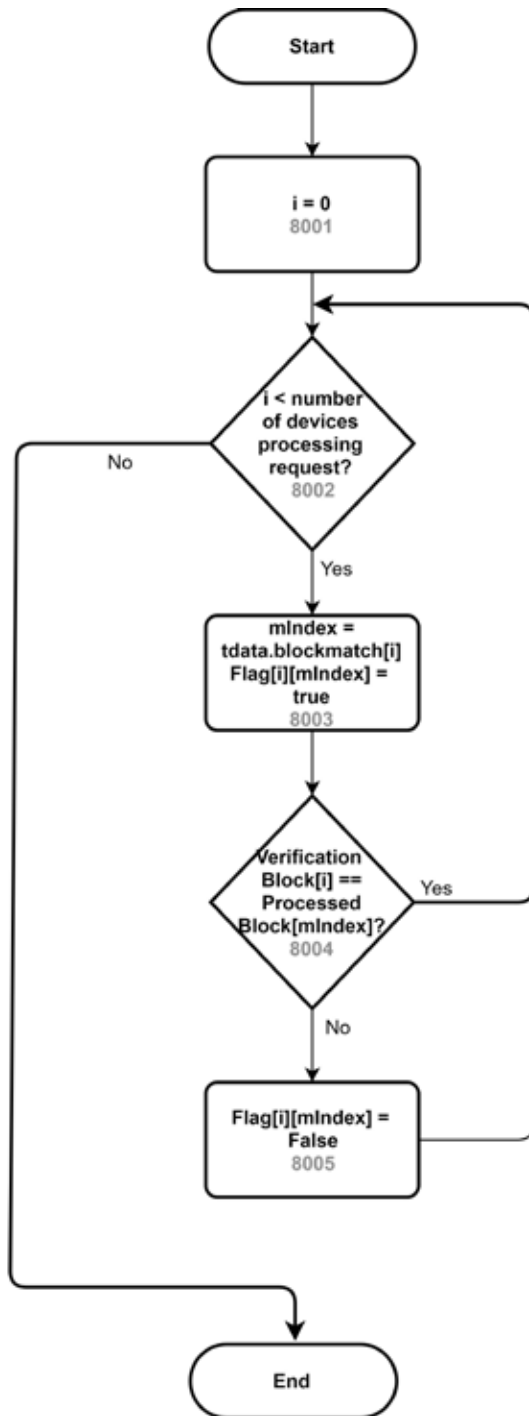 Start
i = 0
8001
i < number
of devices
processing
request?
8002
No
Yes
mIndex =
tdata.blockmatch[i]
Flag[i][mIndex] =
true
8003
Verification
Block[i] ==
Processed
Block[mIndex]?
8004
Yes
No
Flag[i][mIndex] =
False
8005
End